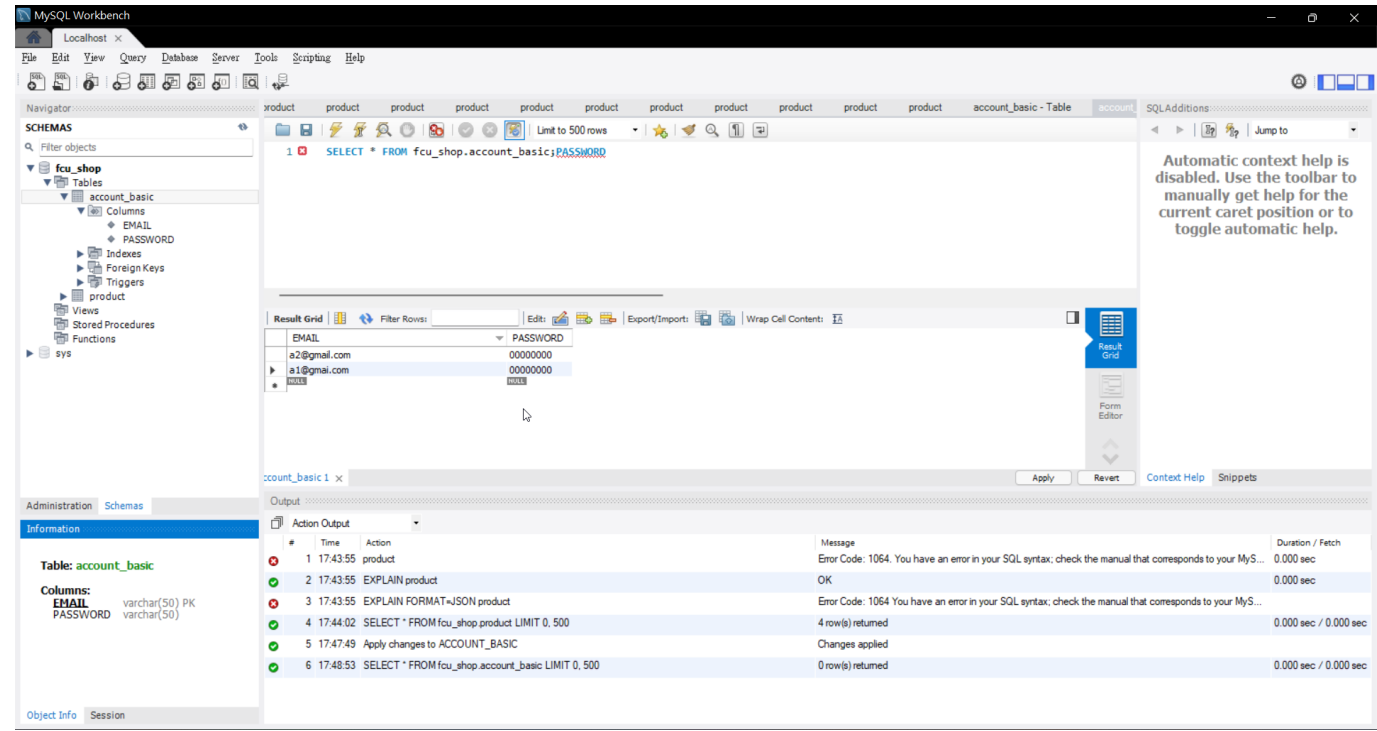 MySQL Workbench
Localhost
File Edit View Query Database Server Tools Scripting Help
Navigator
SCHEMAS
Filter objects
fcu_shop
Tables
account_basic
Columns
EMAIL
PASSWORD
Indexes
Foreign Keys
Triggers
product
Views
Stored Procedures
Functions
sys
Administration Schemas
Information
Table: account_basic
Columns:
EMAIL varchar(50) PK
PASSWORD varchar(50)
Object Info Session
roduct product product product product product product product product product product account_basic - Table account
Limit to 500 rows
1 SELECT * FROM fcu_shop.account_basic;PASSWORD
Result Grid Filter Rows: Edit: Export/Import: Wrap Cell Content:
EMAIL PASSWORD
a2@gmail.com 00000000
a1@gmai.com 00000000
NULL NULL
Result Grid
Form Editor
ccount_basic 1 Apply Revert
SQLAdditions
Jump to
Automatic context help is
disabled. Use the toolbar to
manually get help for the
current caret position or to
toggle automatic help.
Context Help Snippets
Output
Action Output
# Time Action Message Duration / Fetch
1 17:43:55 product Error Code: 1064. You have an error in your SQL syntax; check the manual that corresponds to your MyS... 0.000 sec
2 17:43:55 EXPLAIN product OK 0.000 sec
3 17:43:55 EXPLAIN FORMAT=JSON product Error Code: 1064 You have an error in your SQL syntax; check the manual that corresponds to your MyS...
4 17:44:02 SELECT * FROM fcu_shop.product LIMIT 0, 500 4 row(s) returned 0.000 sec / 0.000 sec
5 17:47:49 Apply changes to ACCOUNT_BASIC Changes applied
6 17:48:53 SELECT * FROM fcu_shop.account_basic LIMIT 0, 500 0 row(s) returned 0.000 sec / 0.000 sec